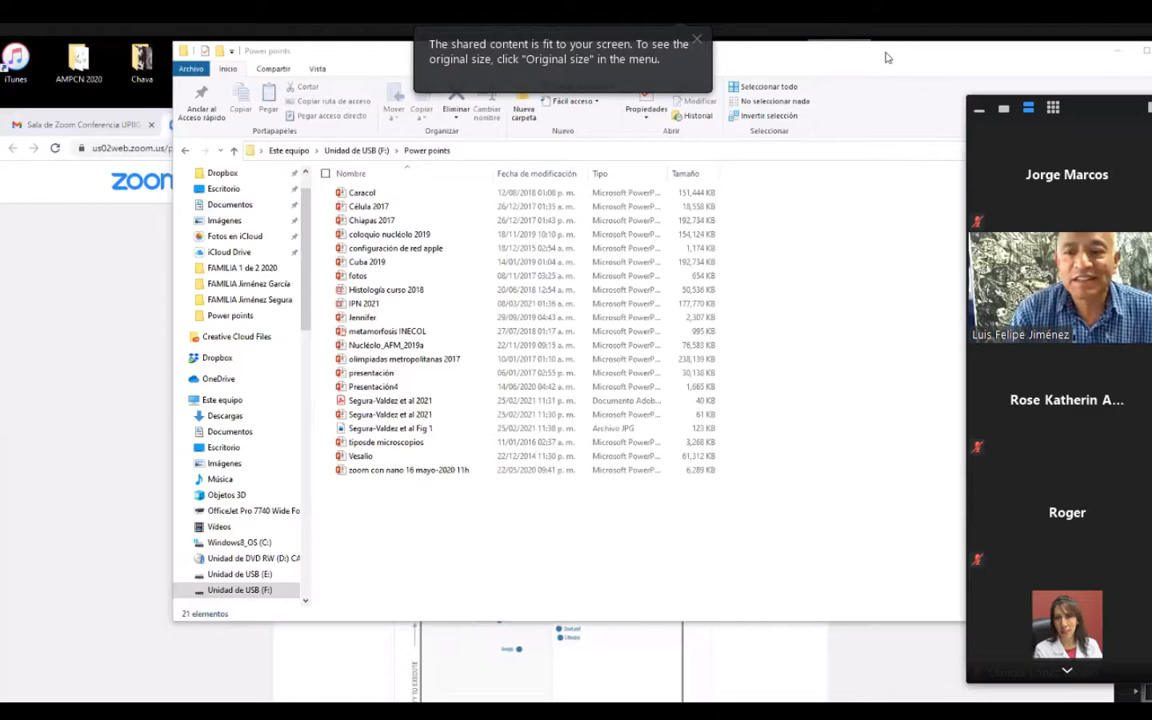 The shared content is fit to your screen. To see the
original size, click "Original size" in the menu.
iTunes
AMPCN 2020
Chava
Power points
Archivo Inicio Compartir Vista
Anclar al
Acceso rápido
Copiar
Pegar
Cortar
Copiar ruta de acceso
Pegar acceso directo
Portapapeles
Mover
a
Copiar
a
Eliminar
Cambiar
nombre
Organizar
Nueva
carpeta
Fácil acceso
Nuevo
Propiedades
Modificar
Historial
Abrir
Seleccionar todo
No seleccionar nada
Invertir selección
Seleccionar
Sala de Zoom Conferencia UPII
us02web.zoom.us/p
zoom
Este equipo > Unidad de USB (F:) > Power points
Nombre Fecha de modificación Tipo Tamaño
Caracol 12/08/2018 01:08 p. m. Microsoft PowerP... 151,444 KB
Célula 2017 26/12/2017 01:35 a. m. Microsoft PowerP... 18,558 KB
Chiapas 2017 26/12/2017 01:43 a. m. Microsoft PowerP... 192,734 KB
coloquio nucléolo 2019 18/11/2019 10:10 p. m. Microsoft PowerP... 154,124 KB
configuración de red apple 18/12/2015 02:54 a. m. Microsoft PowerP... 1,174 KB
Cuba 2019 14/01/2019 01:04 a. m. Microsoft PowerP... 192,734 KB
fotos 08/11/2017 03:25 a. m. Microsoft PowerP... 654 KB
Histología curso 2018 20/06/2018 12:54 a. m. Microsoft PowerP... 50,536 KB
IPN 2021 08/03/2021 01:36 a. m. Microsoft PowerP... 177,770 KB
Jennifer 29/09/2019 04:43 a. m. Microsoft PowerP... 2,307 KB
metamorfosis INECOL 27/07/2018 01:17 a. m. Microsoft PowerP... 995 KB
Nucléolo_AFM_2019a 22/11/2019 09:15 a. m. Microsoft PowerP... 76,583 KB
olimpiadas metropolitanas 2017 10/01/2017 01:10 a. m. Microsoft PowerP... 238,139 KB
presentación 06/01/2017 02:55 p. m. Microsoft PowerP... 30,138 KB
Presentación4 14/06/2020 04:42 a. m. Microsoft PowerP... 1,665 KB
Segura-Valdez et al 2021 25/02/2021 11:31 p. m. Documento Adob... 40 KB
Segura-Valdez et al 2021 25/02/2021 11:30 p. m. Microsoft PowerP... 61 KB
Segura-Valdez et al Fig 1 25/02/2021 11:38 p. m. Archivo JPG 123 KB
tiposde microscopios 11/01/2016 02:37 a. m. Microsoft PowerP... 3,268 KB
Vesalio 22/12/2014 11:30 p. m. Microsoft PowerP... 61,312 KB
zoom con nano 16 mayo-2020 11h 22/05/2020 09:41 p. m. Microsoft PowerP... 6,289 KB
Dropbox
Escritorio
Documentos
Imágenes
Fotos en iCloud
iCloud Drive
FAMILIA 1 de 2 2020
FAMILIA Jiménez García
FAMILIA Jiménez Segura
Power points
Creative Cloud Files
Dropbox
OneDrive
Este equipo
Descargas
Documentos
Escritorio
Imágenes
Música
Objetos 3D
OfficeJet Pro 7740 Wide Fo
Vídeos
Windows8_OS (C:)
Unidad de DVD RW (D:) CA
Unidad de USB (E:)
Unidad de USB (F:)
21 elementos
Jorge Marcos
Luis Felipe Jiménez
Rose Katherin A...
Roger